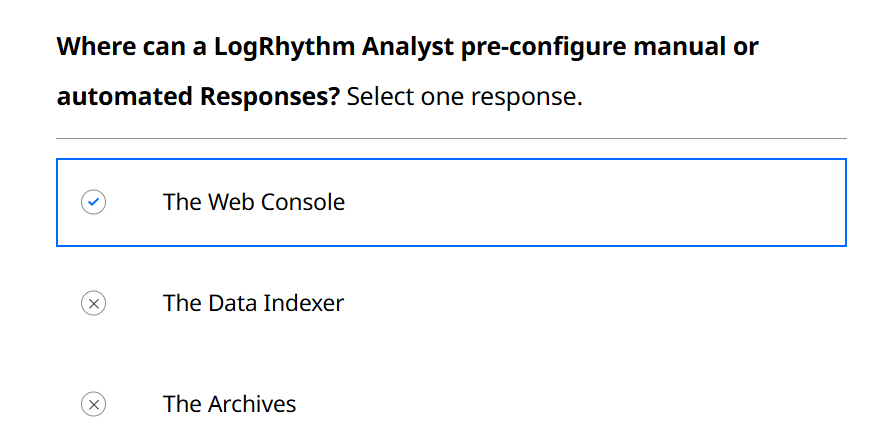 Where can a LogRhythm Analyst pre-configure manual or
automated Responses? Select one response.
The Web Console
The Data Indexer
The Archives